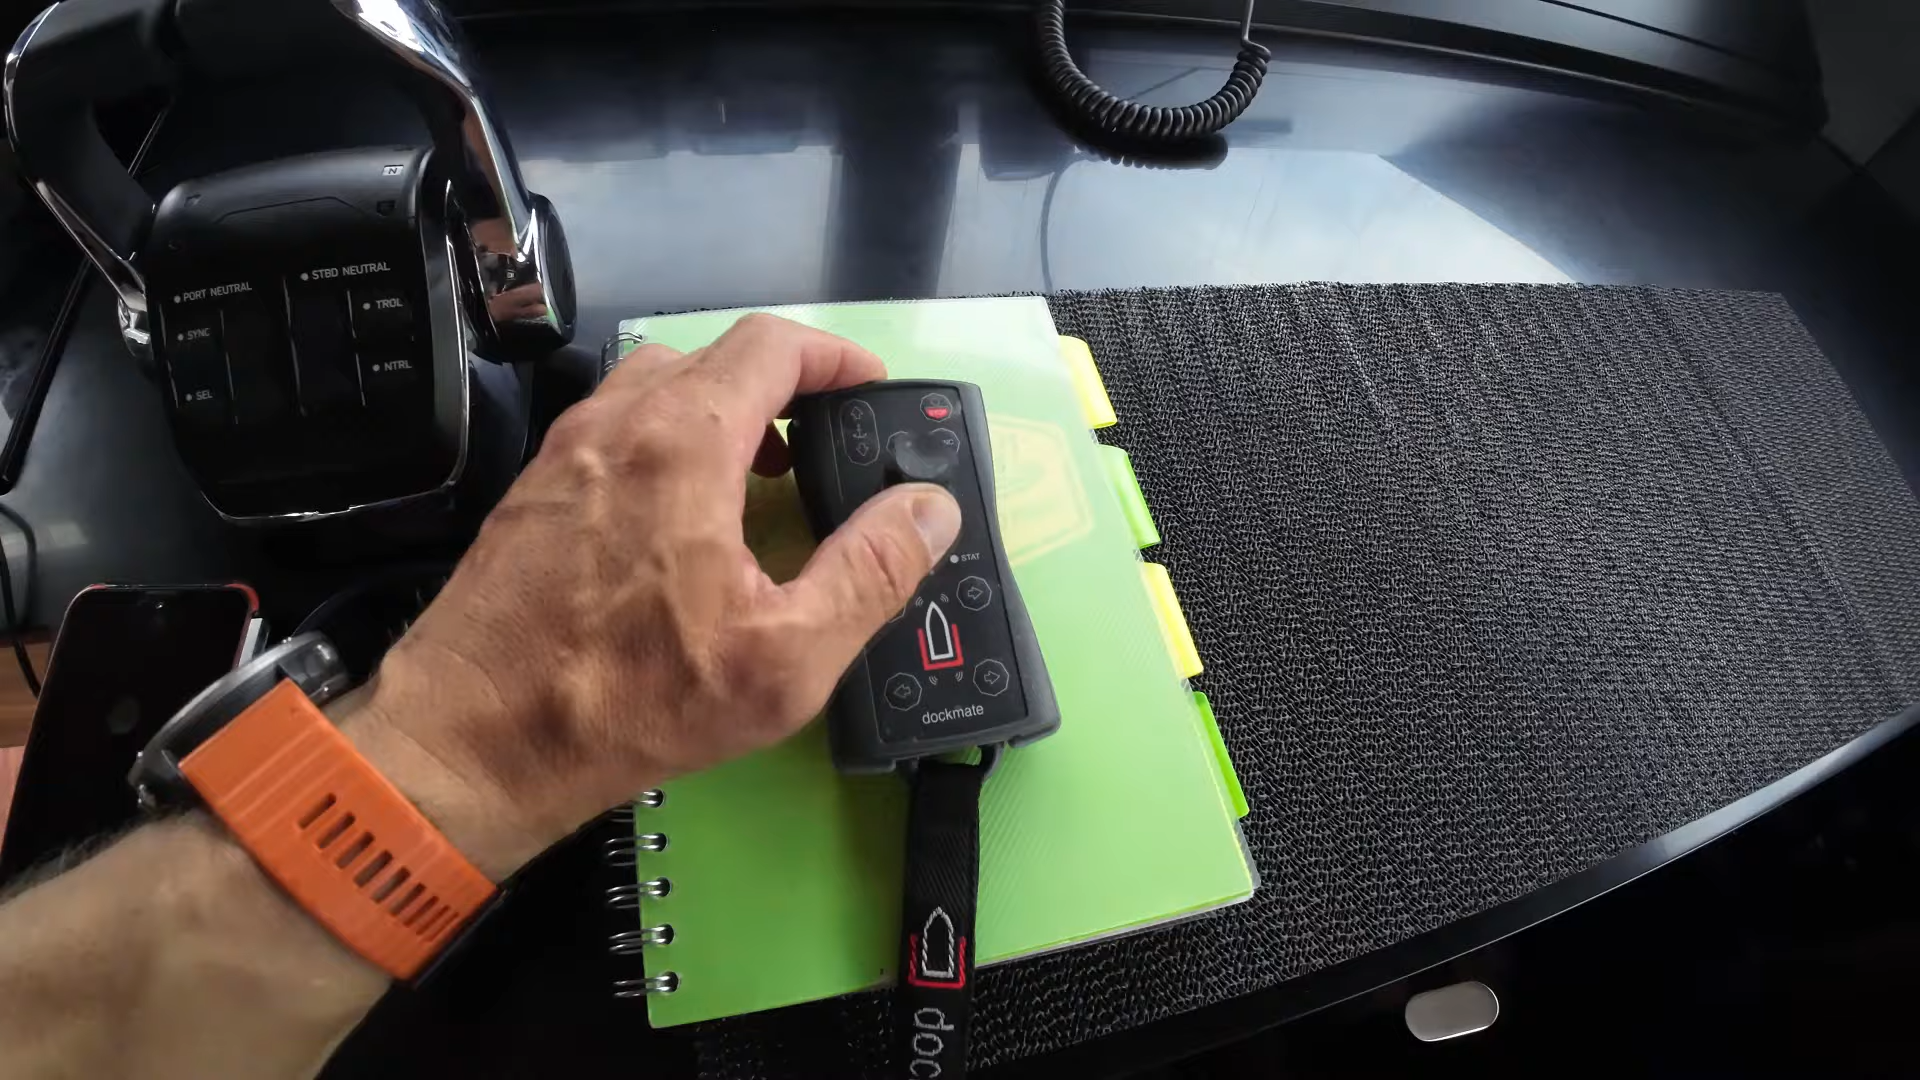 N
PORT NEUTRAL
STBD NEUTRAL
TROL
SYNC
NTRL
SEL
STAT
dockmate
doc